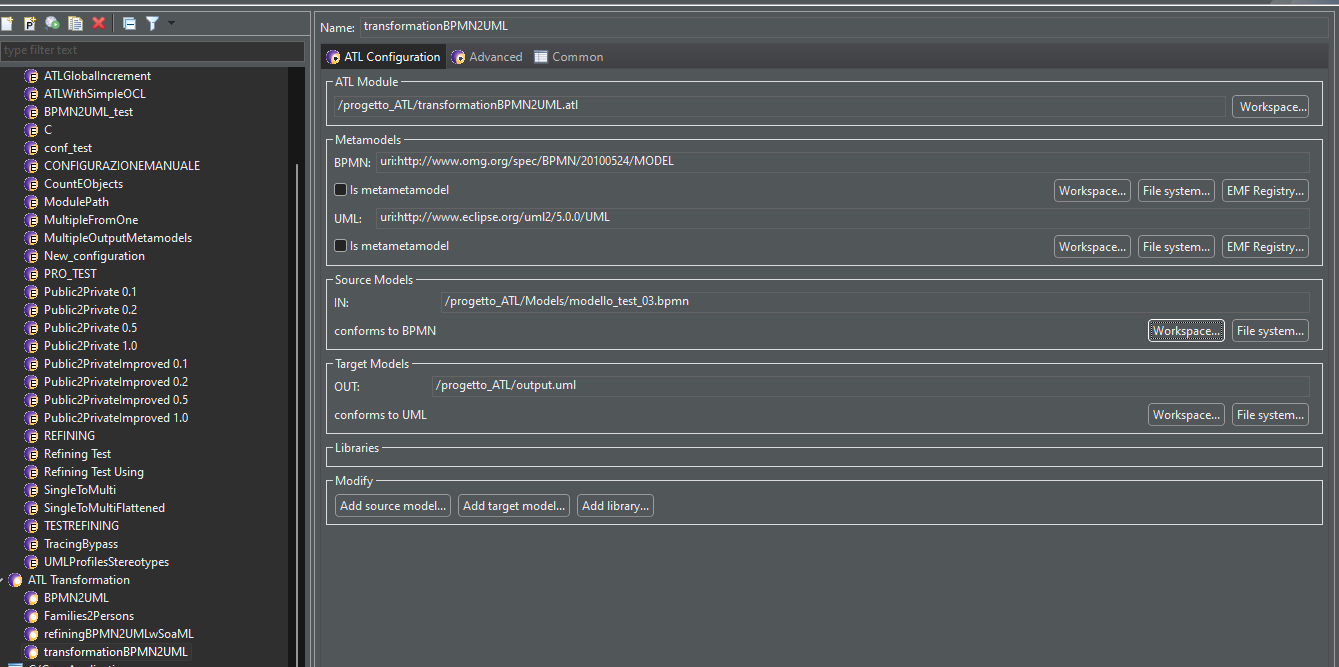 type filter text
ATLGlobalIncrement
ATLWithSimpleOCL
BPMN2UML_test
C
conf_test
CONFIGURAZIONEMANUALE
CountEObjects
ModulePath
MultipleFromOne
MultipleOutputMetamodels
New_configuration
PRO_TEST
Public2Private 0.1
Public2Private 0.2
Public2Private 0.5
Public2Private 1.0
Public2PrivateImproved 0.1
Public2PrivateImproved 0.2
Public2PrivateImproved 0.5
Public2PrivateImproved 1.0
REFINING
Refining Test
Refining Test Using
SingleToMulti
SingleToMultiFlattened
TESTREFINING
TracingBypass
UMLProfilesStereotypes
ATL Transformation
BPMN2UML
Families2Persons
refiningBPMN2UMLwSoaML
transformationBPMN2UML
Name: transformationBPMN2UML
ATL Configuration Advanced Common
ATL Module
/progetto_ATL/transformationBPMN2UML.atl Workspace...
Metamodels
BPMN: uri:http://www.omg.org/spec/BPMN/20100524/MODEL
Is metametamodel Workspace... File system... EMF Registry...
UML: uri:http://www.eclipse.org/uml2/5.0.0/UML
Is metametamodel Workspace... File system... EMF Registry...
Source Models
IN: /progetto_ATL/Models/modello_test_03.bpmn
conforms to BPMN Workspace... File system...
Target Models
OUT: /progetto_ATL/output.uml
conforms to UML Workspace... File system...
Libraries
Modify
Add source model... Add target model... Add library...